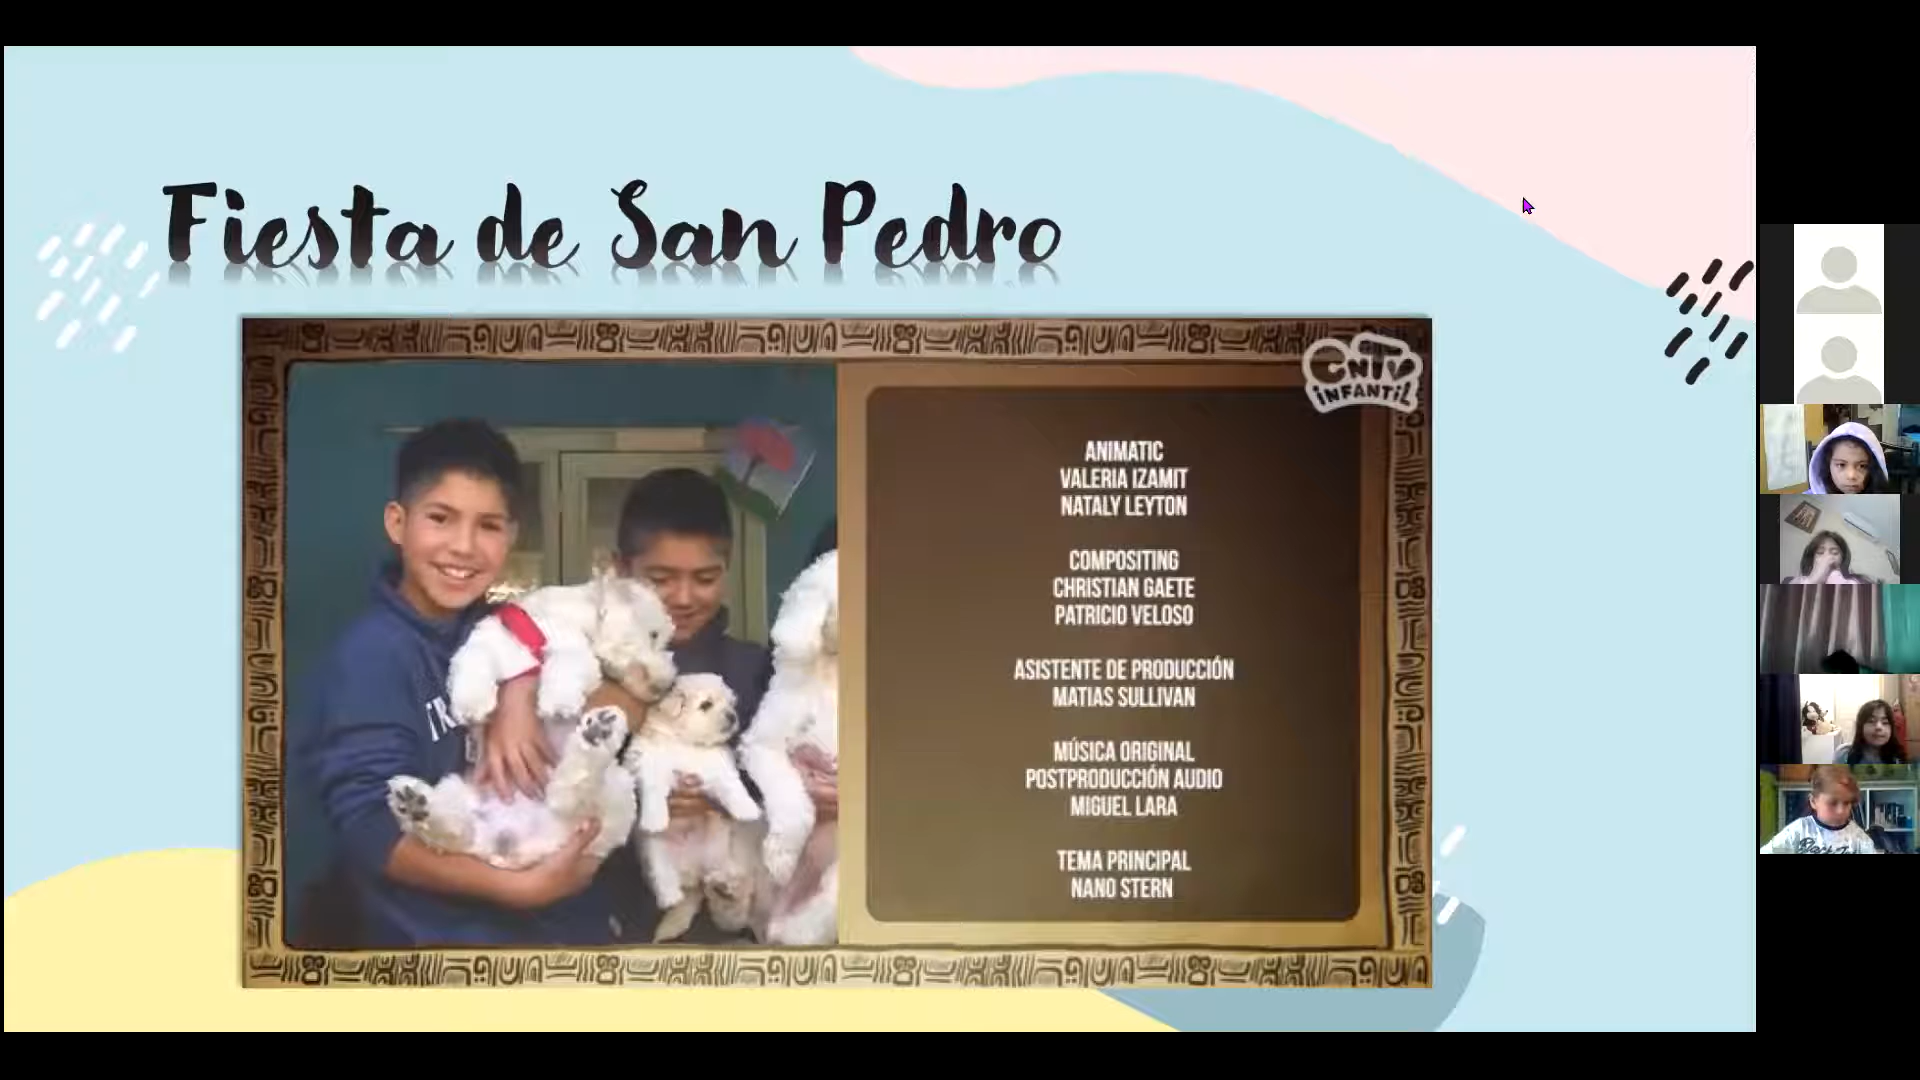 Fiesta de San Pedro
CNTV
INFANTIL
ANIMATIC
VALERIA IZAMIT
NATALY LEYTON
COMPOSITING
CHRISTIAN GAETE
PATRICIO VELOSO
ASISTENTE DE PRODUCCIÓN
MATIAS SULLIVAN
MÚSICA ORIGINAL
POSTPRODUCCIÓN AUDIO
MIGUEL LARA
TEMA PRINCIPAL
NANO STERN